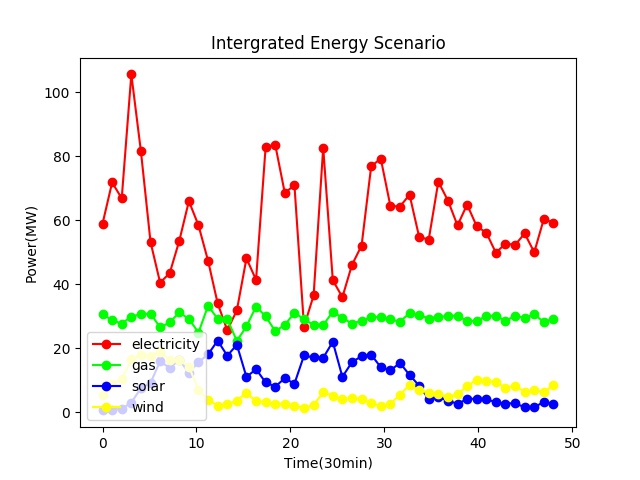 Intergrated Energy Scenario
Power(MW)
100
80
60
40
20
0
electricity
gas
solar
wind
0 10 20 30 40 50
Time(30min)